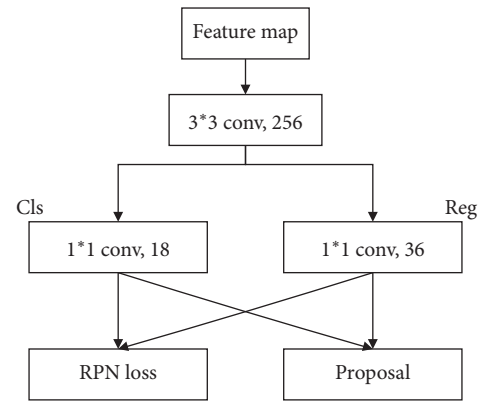 Feature map
3*3 conv, 256
Cls
Reg
1*1 conv, 18
1*1 conv, 36
RPN loss
Proposal